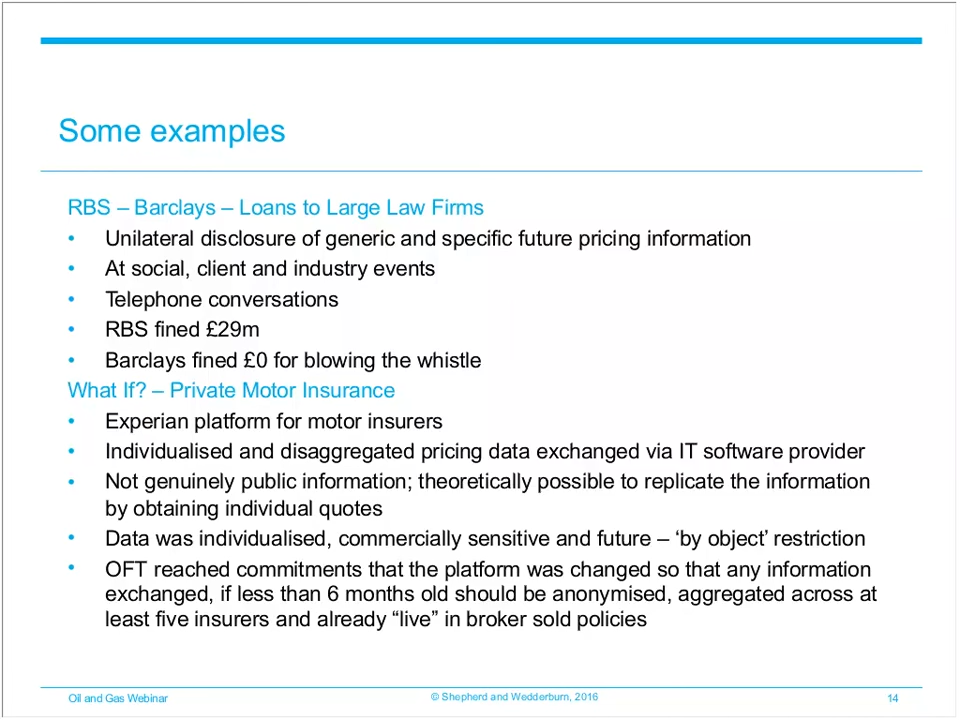 Some examples
RBS – Barclays – Loans to Large Law Firms
• Unilateral disclosure of generic and specific future pricing information
• At social, client and industry events
• Telephone conversations
• RBS fined £29m
• Barclays fined £0 for blowing the whistle
What If? – Private Motor Insurance
• Experian platform for motor insurers
• Individualised and disaggregated pricing data exchanged via IT software provider
• Not genuinely public information; theoretically possible to replicate the information
by obtaining individual quotes
• Data was individualised, commercially sensitive and future – ‘by object’ restriction
• OFT reached commitments that the platform was changed so that any information
exchanged, if less than 6 months old should be anonymised, aggregated across at
least five insurers and already “live” in broker sold policies
Oil and Gas Webinar © Shepherd and Wedderburn, 2016 14